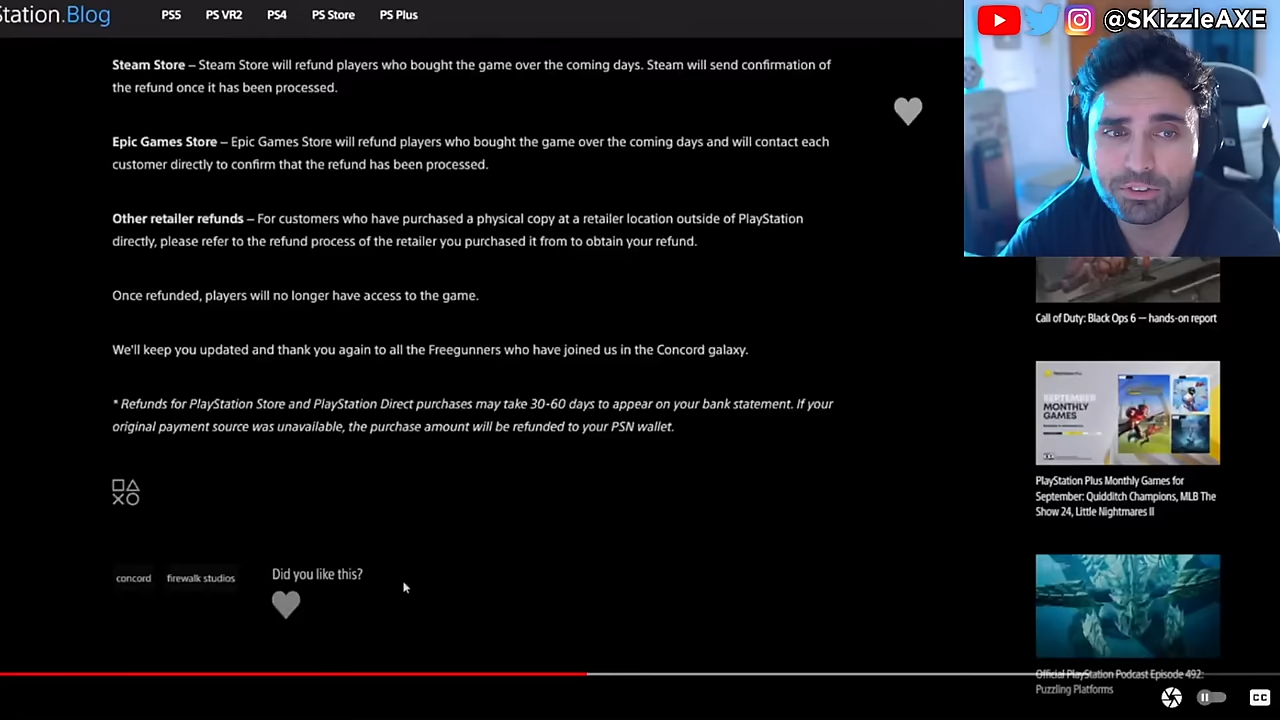 Station.Blog
PS5
PS VR2
PS4
PS Store
PS Plus
@SKizzleAXE
Steam Store – Steam Store will refund players who bought the game over the coming days. Steam will send confirmation of
the refund once it has been processed.
Epic Games Store – Epic Games Store will refund players who bought the game over the coming days and will contact each
customer directly to confirm that the refund has been processed.
Other retailer refunds – For customers who have purchased a physical copy at a retailer location outside of PlayStation
directly, please refer to the refund process of the retailer you purchased it from to obtain your refund.
Once refunded, players will no longer have access to the game.
We'll keep you updated and thank you again to all the Freegunners who have joined us in the Concord galaxy.
* Refunds for PlayStation Store and PlayStation Direct purchases may take 30-60 days to appear on your bank statement. If your
original payment source was unavailable, the purchase amount will be refunded to your PSN wallet.
concord
firewalk studios
Did you like this?
Call of Duty: Black Ops 6 — hands-on report
SEPTEMBER
MONTHLY
GAMES
PlayStation Plus Monthly Games for
September: Quidditch Champions, MLB The
Show 24, Little Nightmares II
Official PlayStation Podcast Episode 492:
Puzzling Platforms
CC